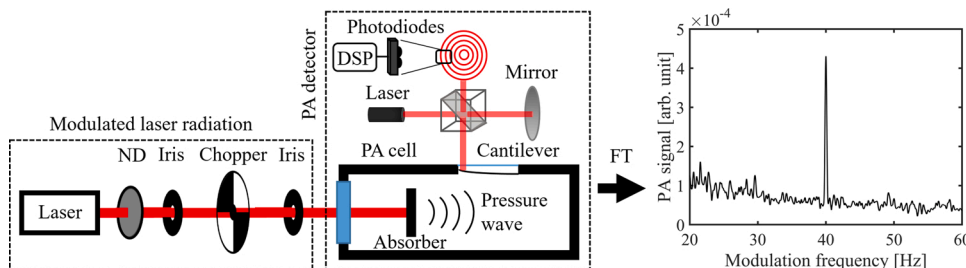 Modulated laser radiation
ND Iris Chopper Iris
Laser
PA detector
Photodiodes
DSP
Laser
Mirror
PA cell
Cantilever
Pressure
wave
Absorber
FT
×10⁻⁴
PA signal [arb. unit]
5
4
3
2
1
0
20 30 40 50 60
Modulation frequency [Hz]